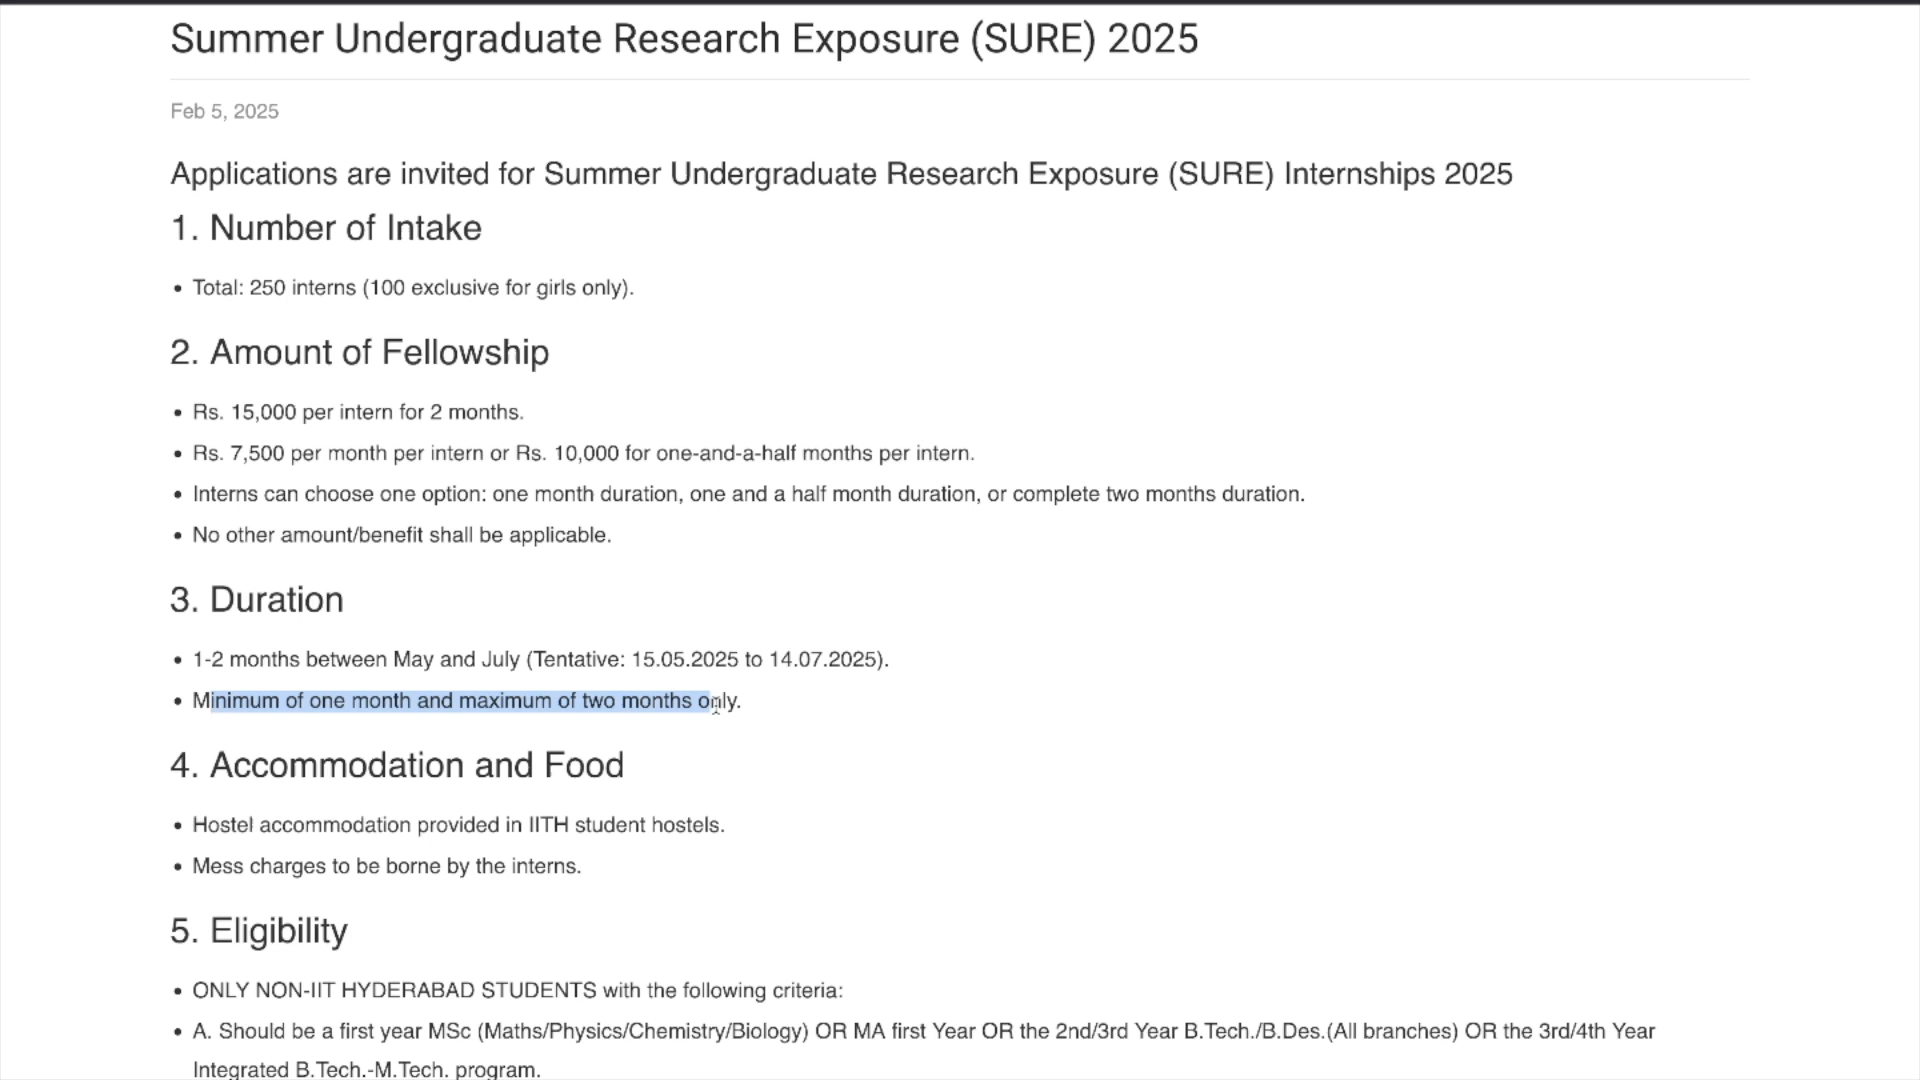 Summer Undergraduate Research Exposure (SURE) 2025
Feb 5, 2025
Applications are invited for Summer Undergraduate Research Exposure (SURE) Internships 2025
1. Number of Intake
• Total: 250 interns (100 exclusive for girls only).
2. Amount of Fellowship
• Rs. 15,000 per intern for 2 months.
• Rs. 7,500 per month per intern or Rs. 10,000 for one-and-a-half months per intern.
• Interns can choose one option: one month duration, one and a half month duration, or complete two months duration.
• No other amount/benefit shall be applicable.
3. Duration
• 1-2 months between May and July (Tentative: 15.05.2025 to 14.07.2025).
• Minimum of one month and maximum of two months only.
4. Accommodation and Food
• Hostel accommodation provided in IITH student hostels.
• Mess charges to be borne by the interns.
5. Eligibility
• ONLY NON-IIT HYDERABAD STUDENTS with the following criteria:
• A. Should be a first year MSc (Maths/Physics/Chemistry/Biology) OR MA first Year OR the 2nd/3rd Year B.Tech./B.Des.(All branches) OR the 3rd/4th Year
Integrated B.Tech.-M.Tech. program.